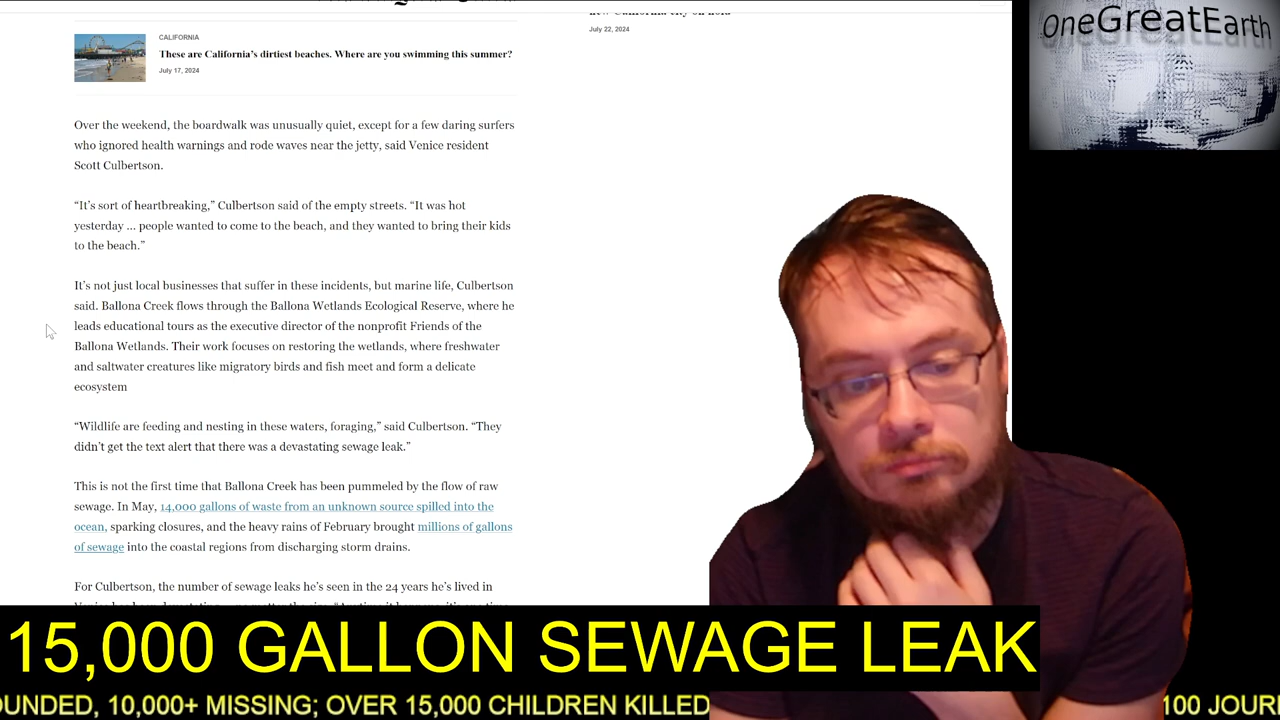 new California city on hold
July 22, 2024
OneGreatEarth
CALIFORNIA
These are California’s dirtiest beaches. Where are you swimming this summer?
July 17, 2024
Over the weekend, the boardwalk was unusually quiet, except for a few daring surfers
who ignored health warnings and rode waves near the jetty, said Venice resident
Scott Culbertson.
“It’s sort of heartbreaking,” Culbertson said of the empty streets. “It was hot
yesterday ... people wanted to come to the beach, and they wanted to bring their kids
to the beach.”
It’s not just local businesses that suffer in these incidents, but marine life, Culbertson
said. Ballona Creek flows through the Ballona Wetlands Ecological Reserve, where he
leads educational tours as the executive director of the nonprofit Friends of the
Ballona Wetlands. Their work focuses on restoring the wetlands, where freshwater
and saltwater creatures like migratory birds and fish meet and form a delicate
ecosystem
“Wildlife are feeding and nesting in these waters, foraging,” said Culbertson. “They
didn’t get the text alert that there was a devastating sewage leak.”
This is not the first time that Ballona Creek has been pummeled by the flow of raw
sewage. In May, 14,000 gallons of waste from an unknown source spilled into the
ocean, sparking closures, and the heavy rains of February brought millions of gallons
of sewage into the coastal regions from discharging storm drains.
For Culbertson, the number of sewage leaks he’s seen in the 24 years he’s lived in
15,000 GALLON SEWAGE LEAK
OUNDED, 10,000+ MISSING; OVER 15,000 CHILDREN KILLED
100 JOUR